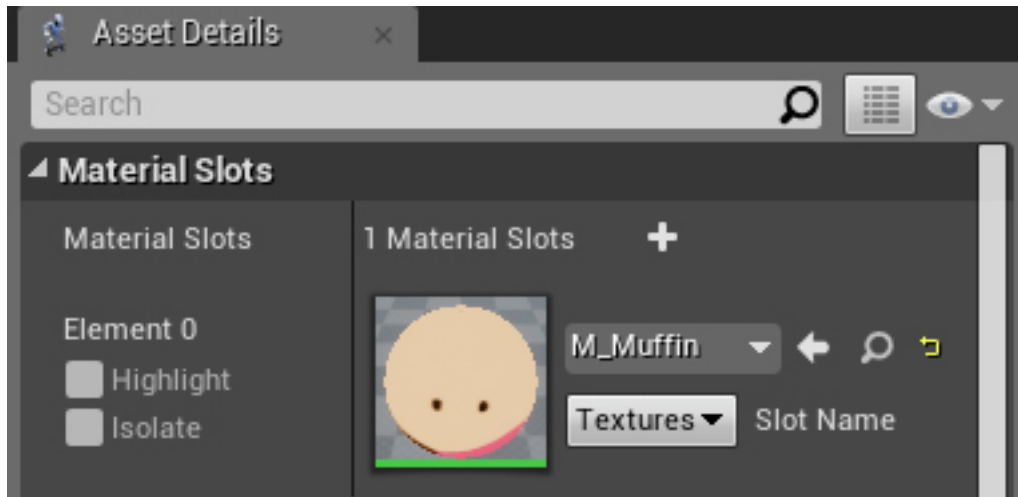 Asset Details
Search
Material Slots
Material Slots
1 Material Slots
Element 0
Highlight
Isolate
M_Muffin
Textures
Slot Name